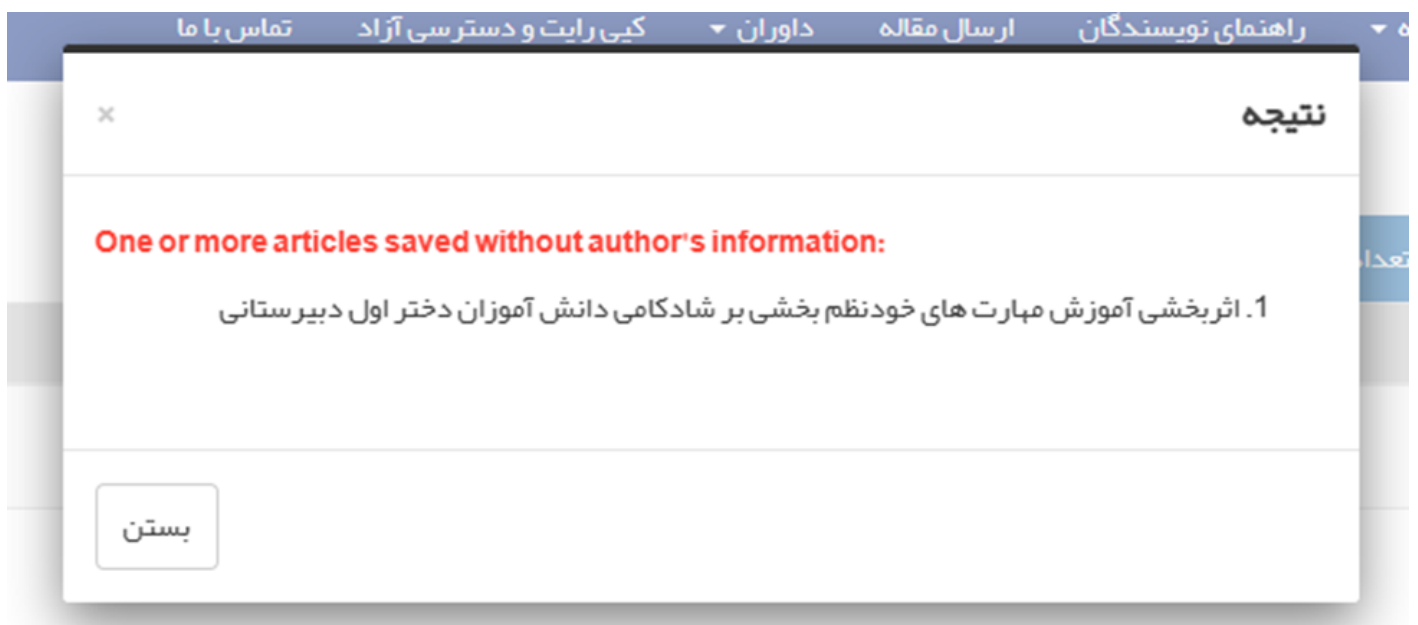 راهنمای نویسندگان ارسال مقاله داوران کپی رایت و دسترسی آزاد تماس با ما
نتیجه ×
One or more articles saved without author's information:
1. اثربخشی آموزش مهارت های خودنظم بخشی بر شادکامی دانش آموزان دختر اول دبیرستانی
بستن